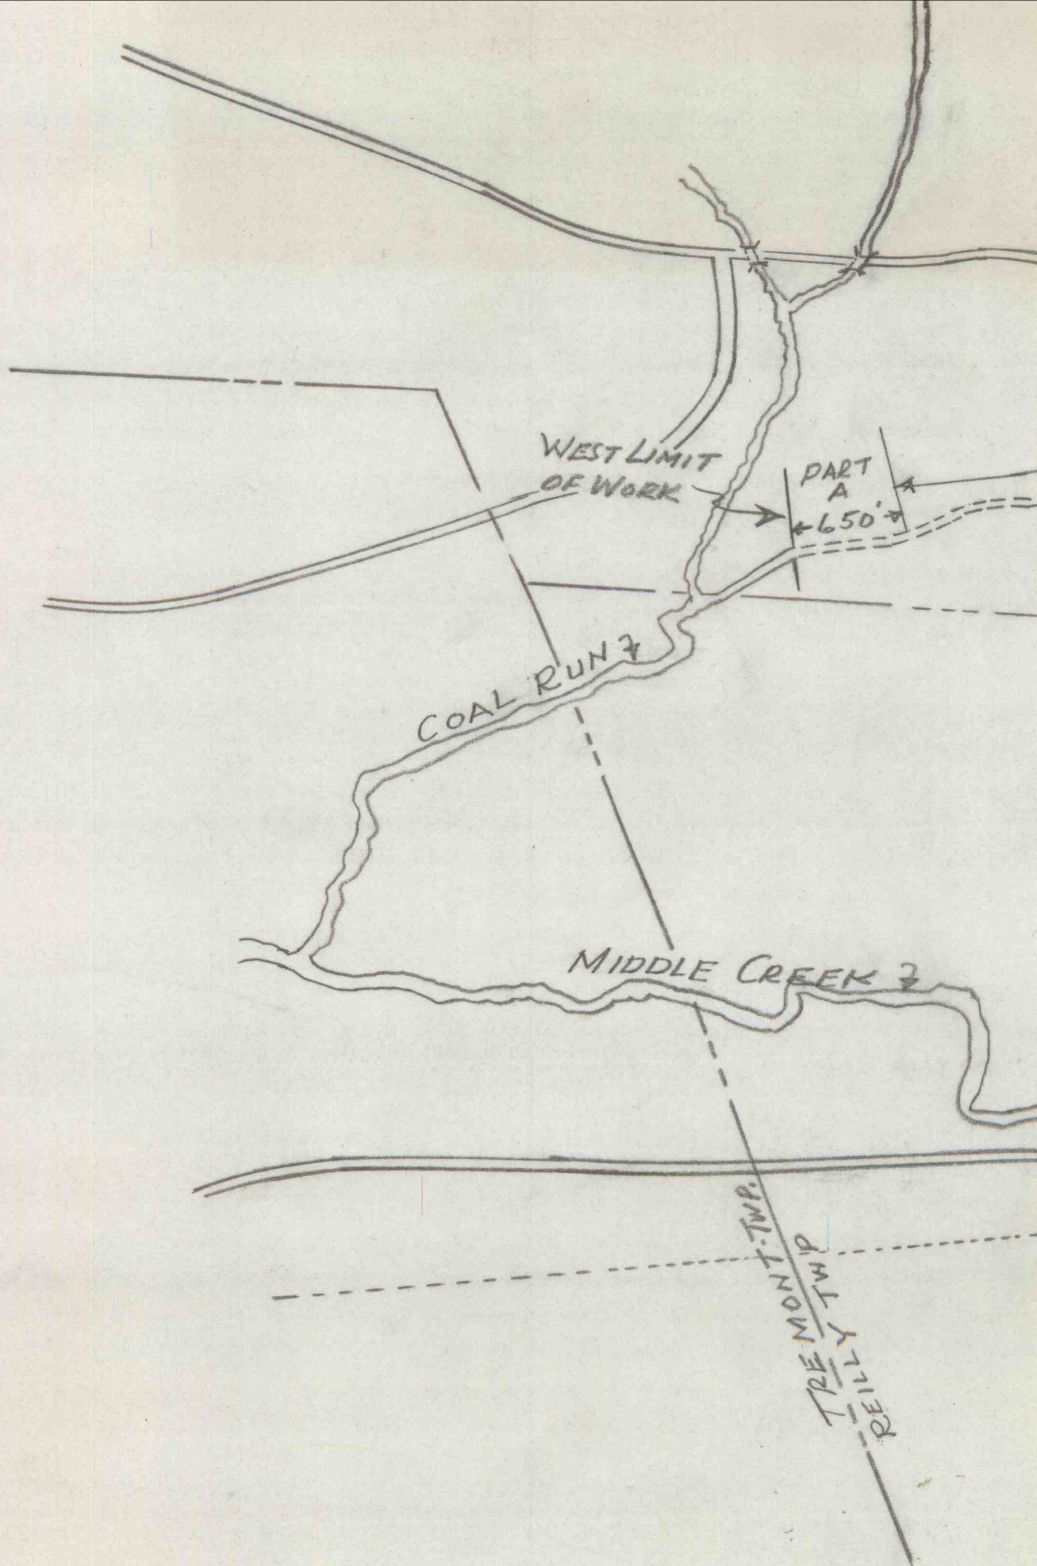 WEST LIMIT
OF WORK
PART
A
650'
COAL RUN
MIDDLE CREEK
TREMONT. TWP.
REILLY TWP